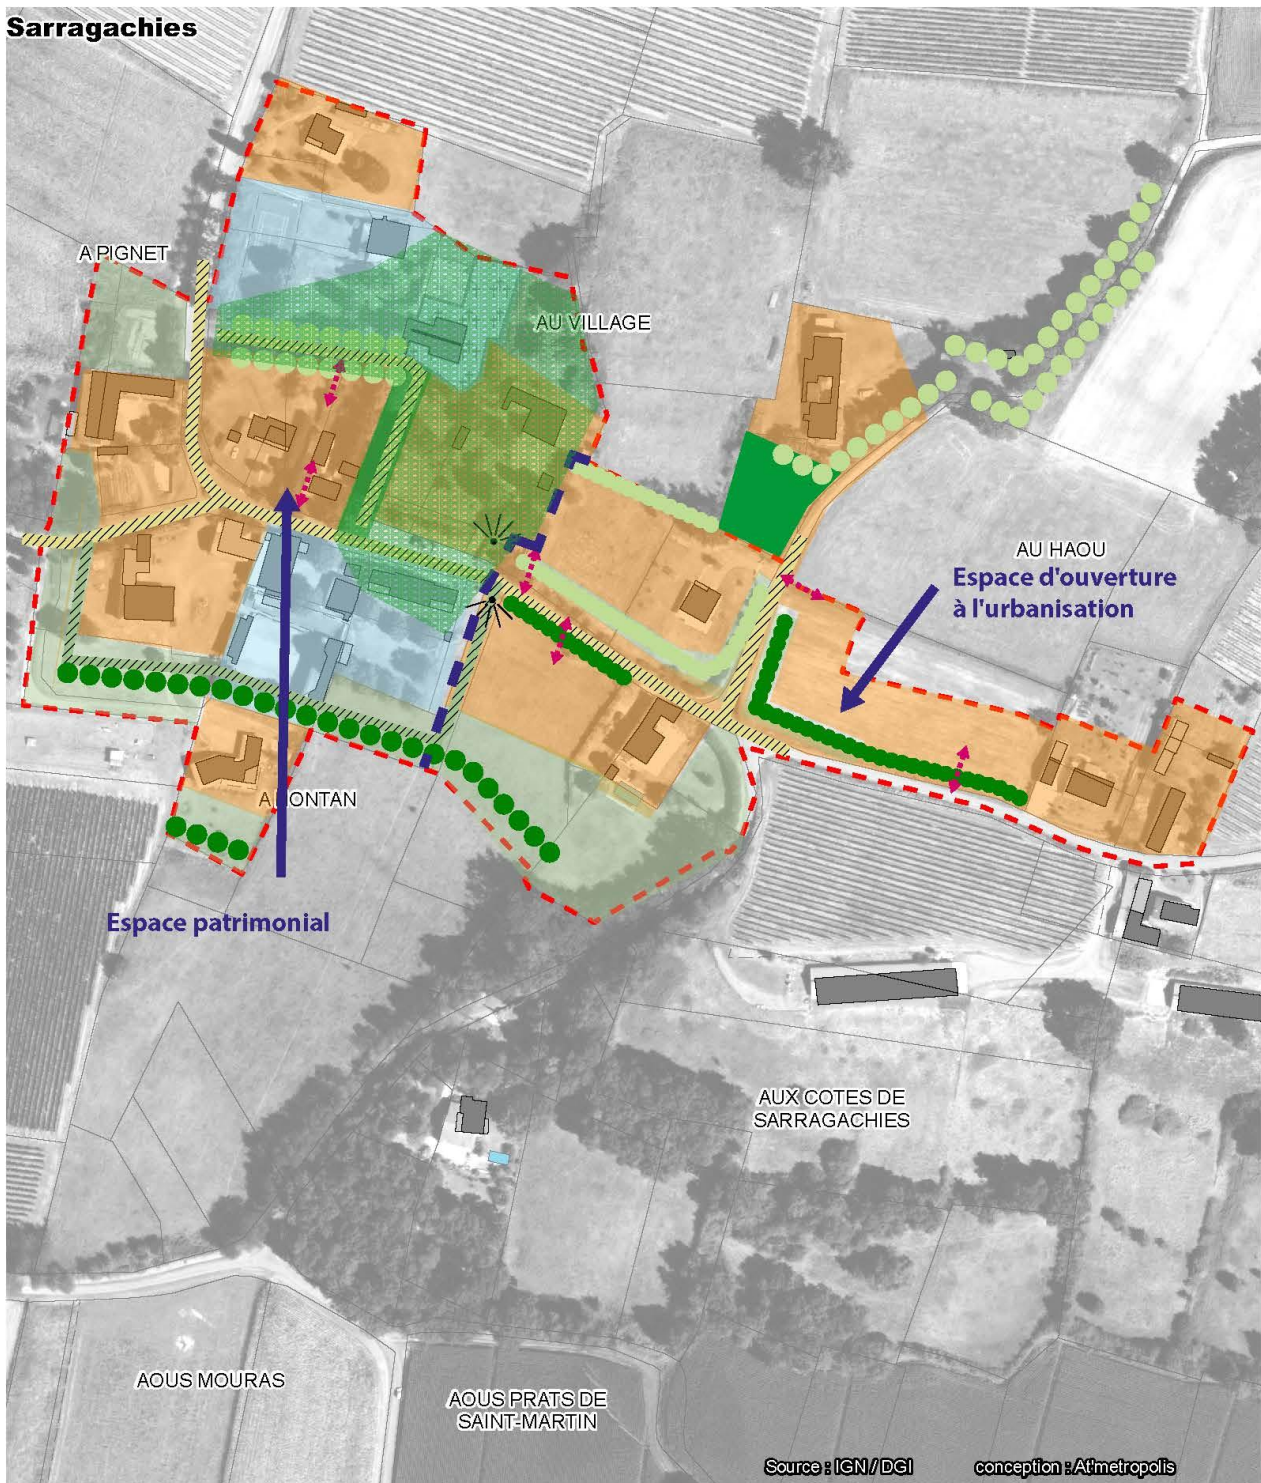 Sarragachies
A PIGNET
AU VILLAGE
AU HAOU
Espace d'ouverture
à l'urbanisation
Espace patrimonial
AUX COTES DE
SARRAGACHIES
AOUS MOURAS
AOUS PRATS DE
SAINT-MARTIN
Source : IGN / DGI
conception : At'metropolis